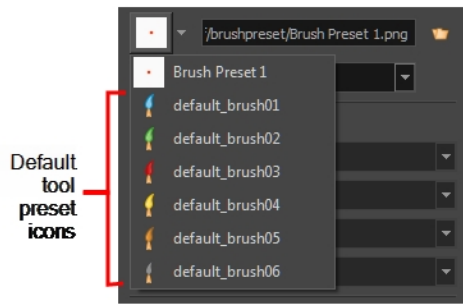 /brushpreset/Brush Preset 1.png
Brush Preset 1
default_brush01
default_brush02
default_brush03
default_brush04
default_brush05
default_brush06
Default
tool
preset
icons